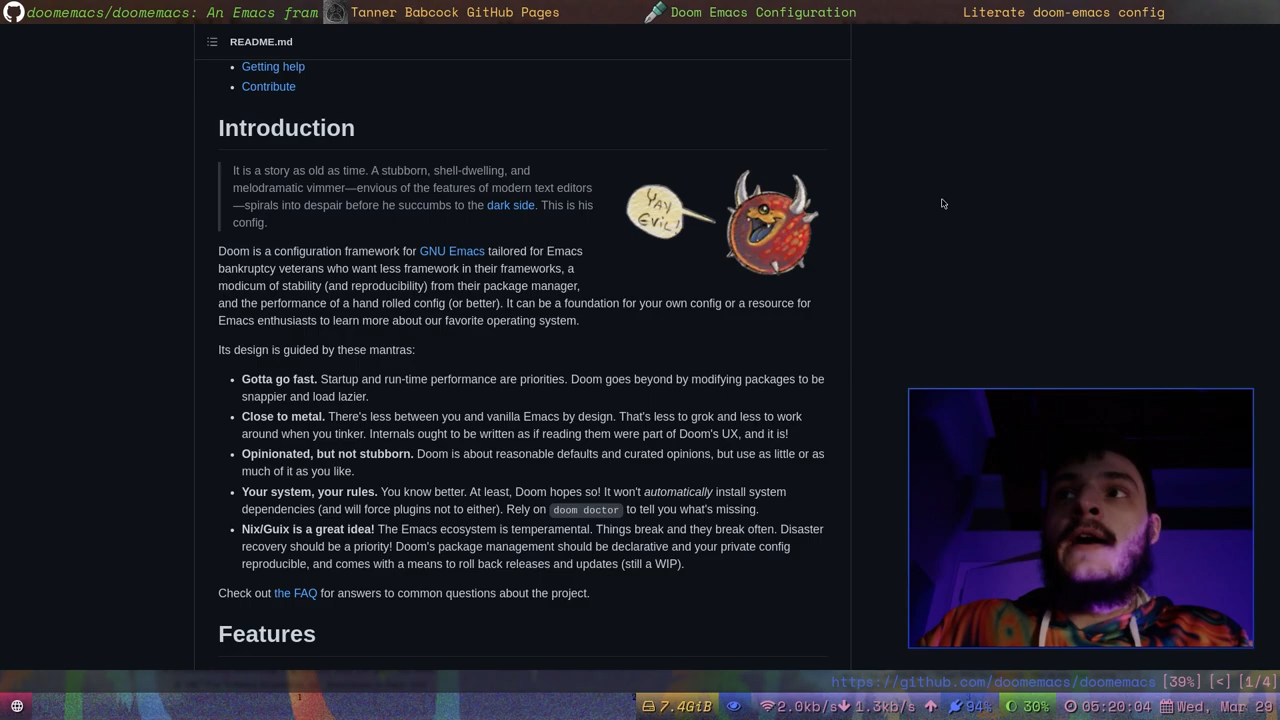 doomemacs/doomemacs: An Emacs fram
Tanner Babcock GitHub Pages
Doom Emacs Configuration
Literate doom-emacs config
README.md
Getting help
Contribute
Introduction
It is a story as old as time. A stubborn, shell-dwelling, and
melodramatic vimmer—envious of the features of modern text editors
—spirals into despair before he succumbs to the dark side. This is his
config.
YAY
EVIL!
Doom is a configuration framework for GNU Emacs tailored for Emacs
bankruptcy veterans who want less framework in their frameworks, a
modicum of stability (and reproducibility) from their package manager,
and the performance of a hand rolled config (or better). It can be a foundation for your own config or a resource for
Emacs enthusiasts to learn more about our favorite operating system.
Its design is guided by these mantras:
Gotta go fast. Startup and run-time performance are priorities. Doom goes beyond by modifying packages to be
snappier and load lazier.
Close to metal. There's less between you and vanilla Emacs by design. That's less to grok and less to work
around when you tinker. Internals ought to be written as if reading them were part of Doom's UX, and it is!
Opinionated, but not stubborn. Doom is about reasonable defaults and curated opinions, but use as little or as
much of it as you like.
Your system, your rules. You know better. At least, Doom hopes so! It won't automatically install system
dependencies (and will force plugins not to either). Rely on doom doctor to tell you what's missing.
Nix/Guix is a great idea! The Emacs ecosystem is temperamental. Things break and they break often. Disaster
recovery should be a priority! Doom's package management should be declarative and your private config
reproducible, and comes with a means to roll back releases and updates (still a WIP).
Check out the FAQ for answers to common questions about the project.
Features
https://github.com/doomemacs/doomemacs [39%] [<] [1/4]
1
7.4GiB 2.0kb/s 1.3kb/s 94% 30% 05:20:04 Wed, Mar 29